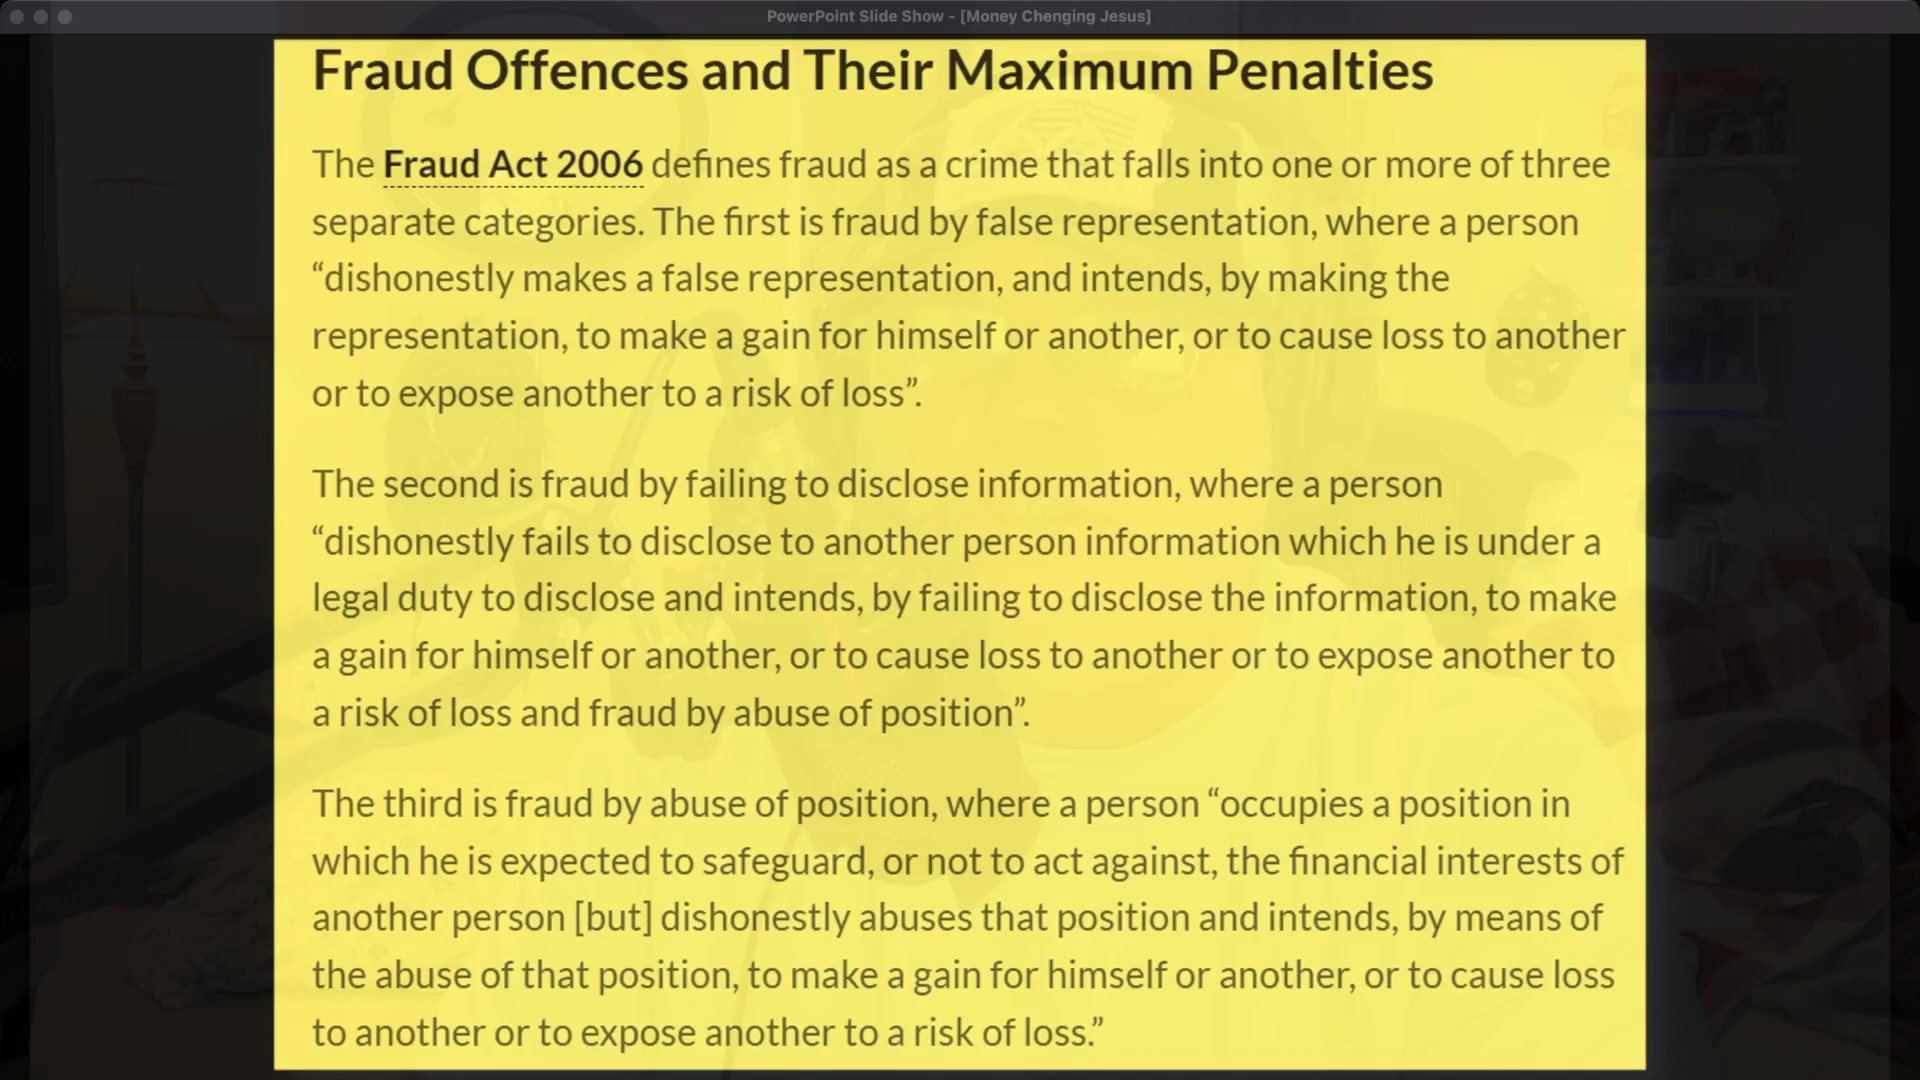 PowerPoint Slide Show - [Money Chenging Jesus]
Fraud Offences and Their Maximum Penalties
The Fraud Act 2006 defines fraud as a crime that falls into one or more of three
separate categories. The first is fraud by false representation, where a person
“dishonestly makes a false representation, and intends, by making the
representation, to make a gain for himself or another, or to cause loss to another
or to expose another to a risk of loss”.
The second is fraud by failing to disclose information, where a person
“dishonestly fails to disclose to another person information which he is under a
legal duty to disclose and intends, by failing to disclose the information, to make
a gain for himself or another, or to cause loss to another or to expose another to
a risk of loss and fraud by abuse of position”.
The third is fraud by abuse of position, where a person “occupies a position in
which he is expected to safeguard, or not to act against, the financial interests of
another person [but] dishonestly abuses that position and intends, by means of
the abuse of that position, to make a gain for himself or another, or to cause loss
to another or to expose another to a risk of loss.”